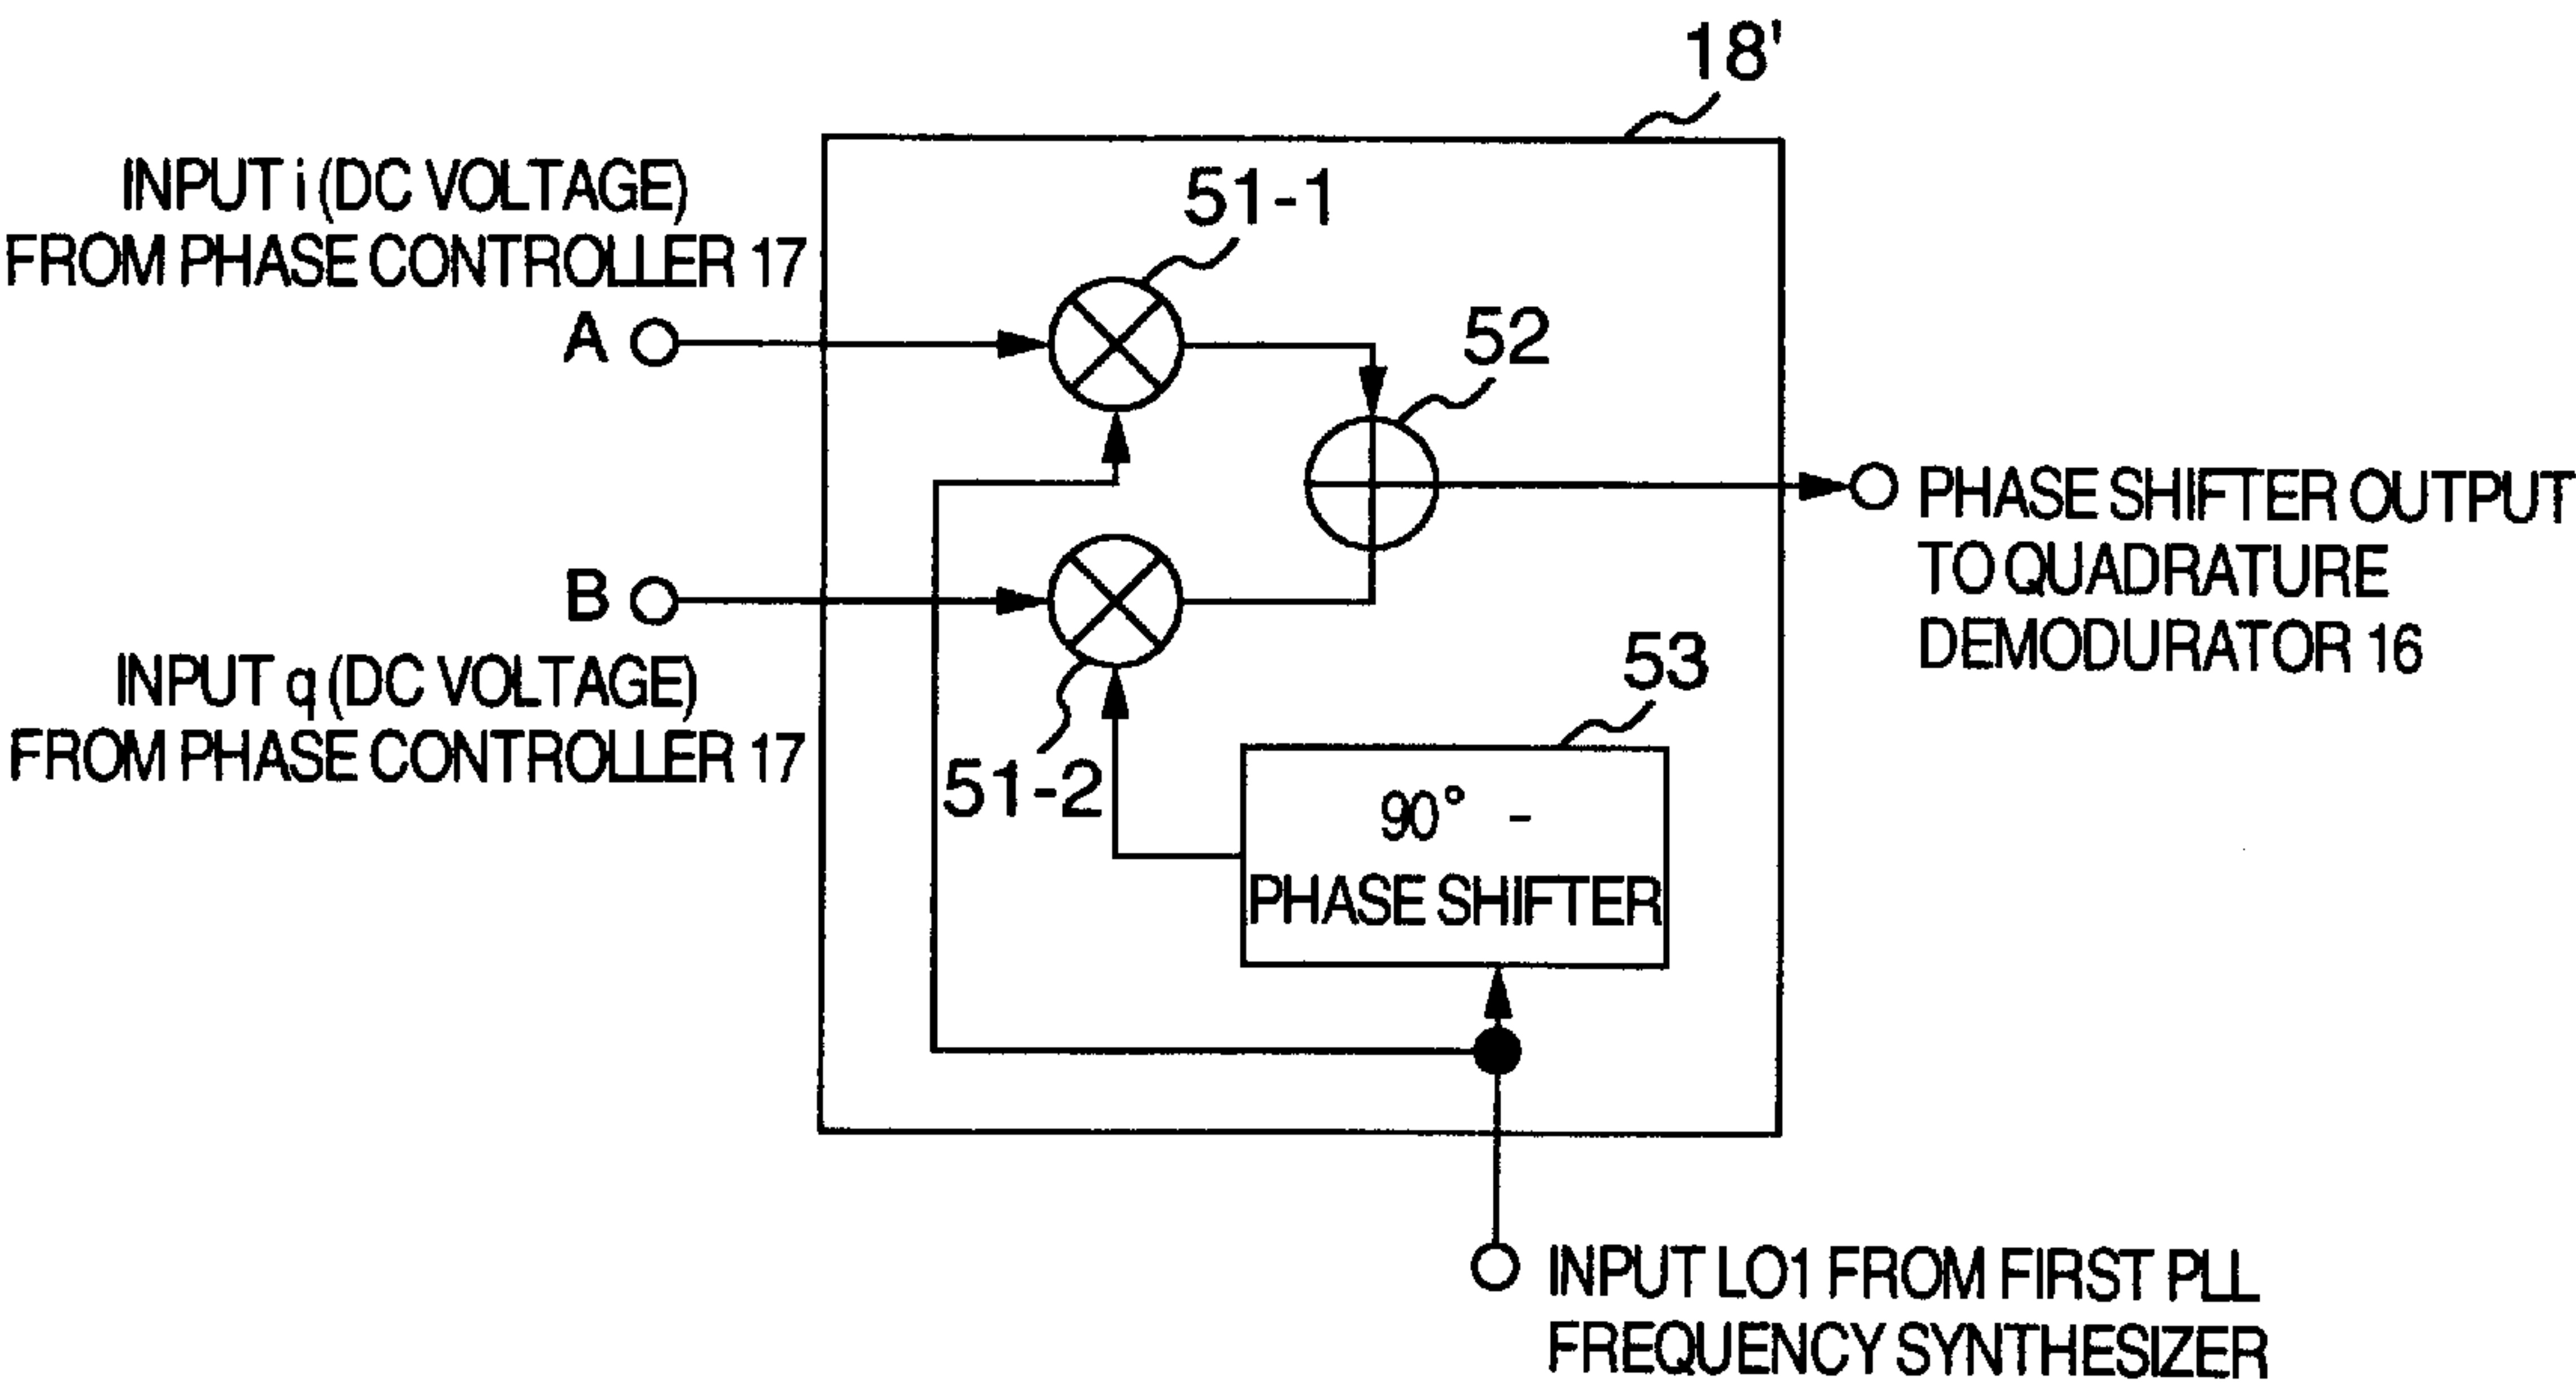 18'
INPUT i (DC VOLTAGE)
FROM PHASE CONTROLLER 17
A
51-1
52
PHASE SHIFTER OUTPUT
TO QUADRATURE
DEMODURATOR 16
B
INPUT q (DC VOLTAGE)
FROM PHASE CONTROLLER 17
51-2
53
90° -
PHASE SHIFTER
INPUT LO1 FROM FIRST PLL
FREQUENCY SYNTHESIZER